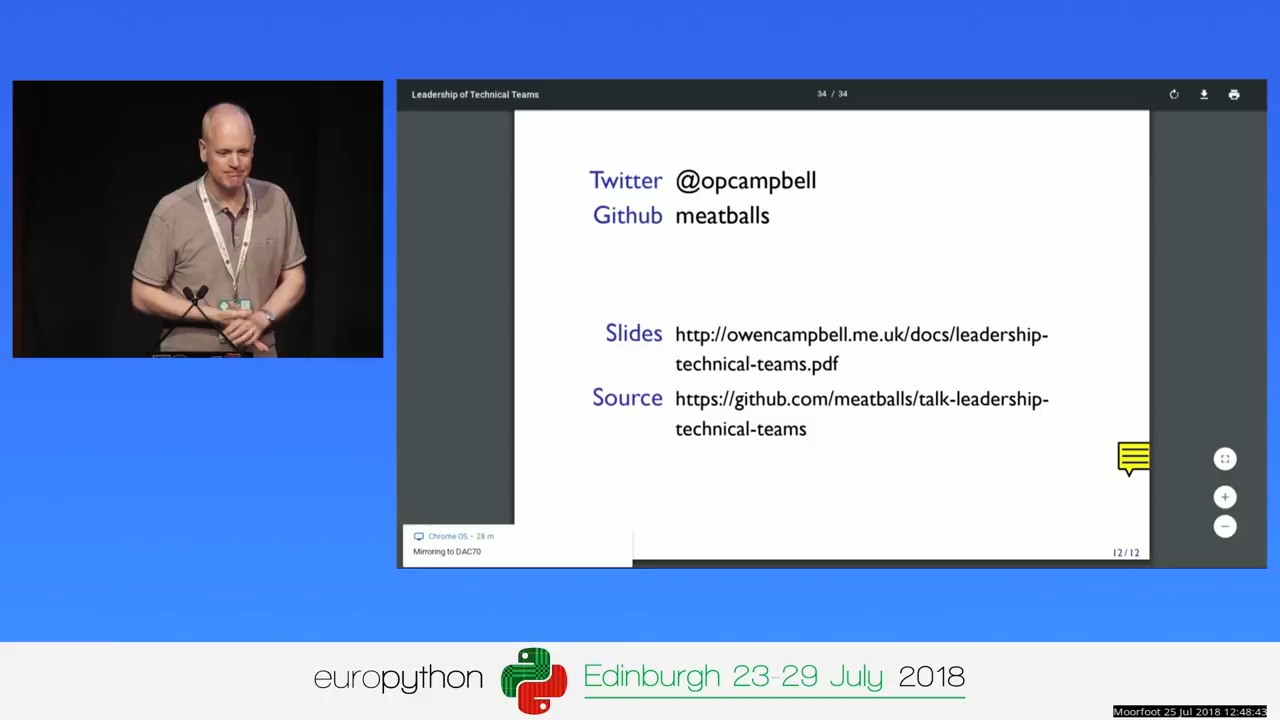 Leadership of Technical Teams
34 / 34
Twitter @opcampbell
Github meatballs
Slides http://owencampbell.me.uk/docs/leadership-
technical-teams.pdf
Source https://github.com/meatballs/talk-leadership-
technical-teams
Chrome OS • 28 m
Mirroring to DAC70
12/12
europython Edinburgh 23-29 July 2018
Moorfoot 25 Jul 2018 12:48:43